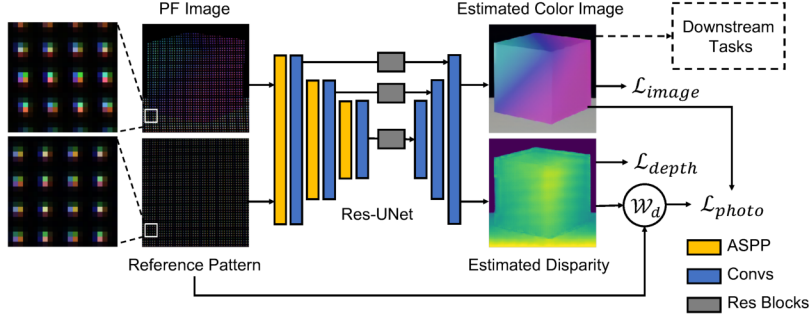 PF Image
Estimated Color Image
Downstream
Tasks
ℒ_image
Res-UNet
ℒ_depth
𝒲_d
ℒ_photo
Reference Pattern
Estimated Disparity
ASPP
Convs
Res Blocks